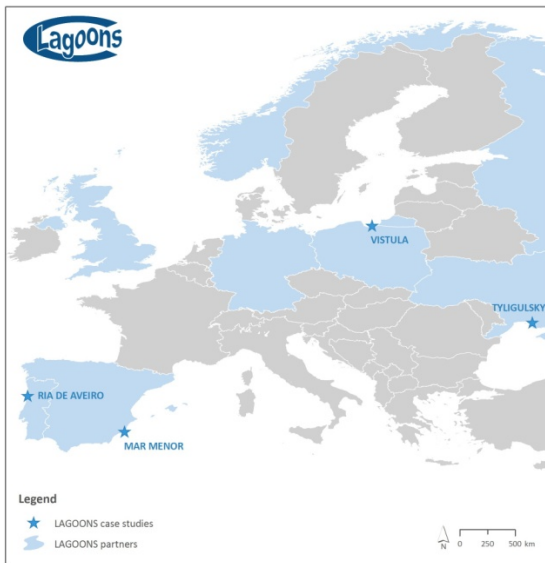 Lagoons
VISTULA
TYLIGULSKY
RIA DE AVEIRO
MAR MENOR
Legend
LAGOONS case studies
LAGOONS partners
N
0 250 500 km